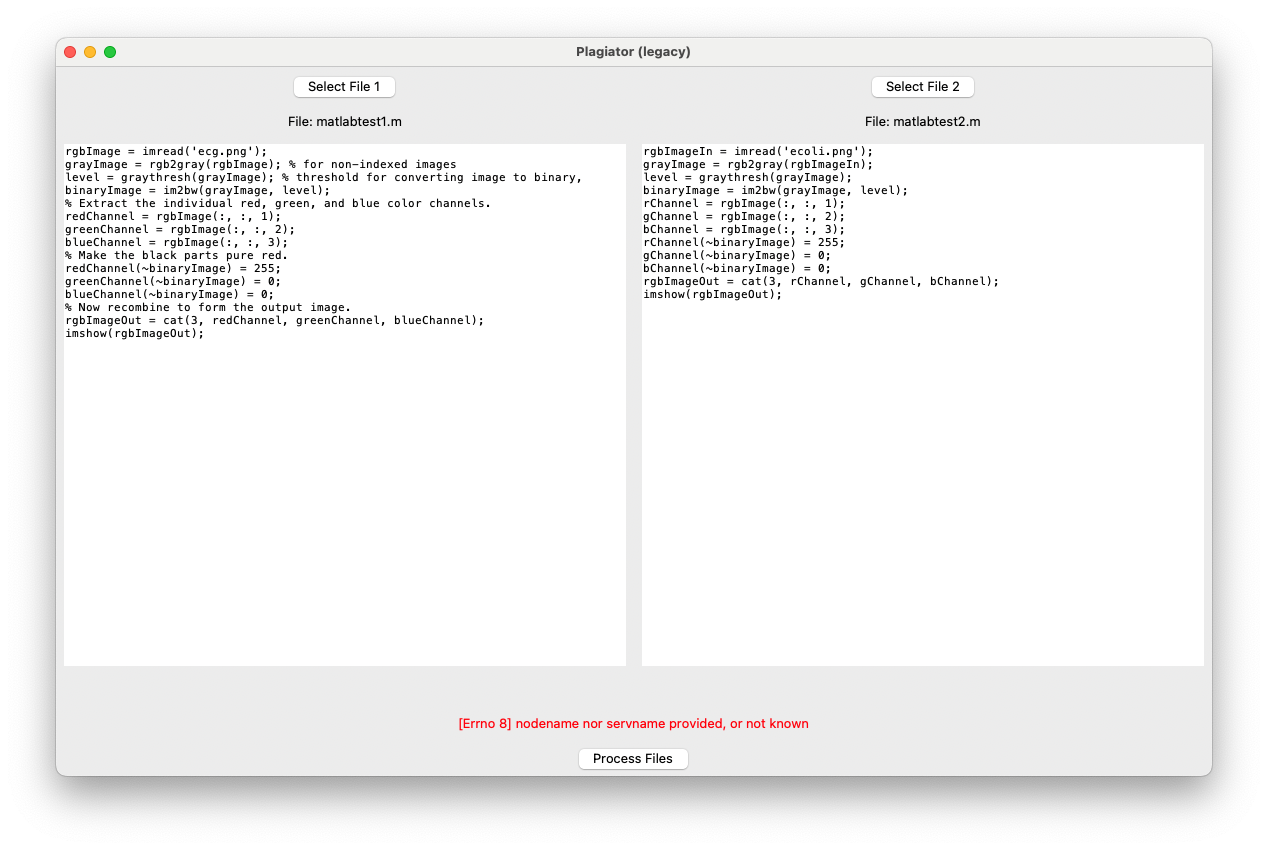 Plagiator (legacy)
Select File 1
File: matlabtest1.m
rgbImage = imread('ecg.png');
grayImage = rgb2gray(rgbImage); % for non-indexed images
level = graythresh(grayImage); % threshold for converting image to binary,
binaryImage = im2bw(grayImage, level);
% Extract the individual red, green, and blue color channels.
redChannel = rgbImage(:, :, 1);
greenChannel = rgbImage(:, :, 2);
blueChannel = rgbImage(:, :, 3);
% Make the black parts pure red.
redChannel(~binaryImage) = 255;
greenChannel(~binaryImage) = 0;
blueChannel(~binaryImage) = 0;
% Now recombine to form the output image.
rgbImageOut = cat(3, redChannel, greenChannel, blueChannel);
imshow(rgbImageOut);
Select File 2
File: matlabtest2.m
rgbImageIn = imread('ecoli.png');
grayImage = rgb2gray(rgbImageIn);
level = graythresh(grayImage);
binaryImage = im2bw(grayImage, level);
rChannel = rgbImage(:, :, 1);
gChannel = rgbImage(:, :, 2);
bChannel = rgbImage(:, :, 3);
rChannel(~binaryImage) = 255;
gChannel(~binaryImage) = 0;
bChannel(~binaryImage) = 0;
rgbImageOut = cat(3, rChannel, gChannel, bChannel);
imshow(rgbImageOut);
[Errno 8] nodename nor servname provided, or not known
Process Files